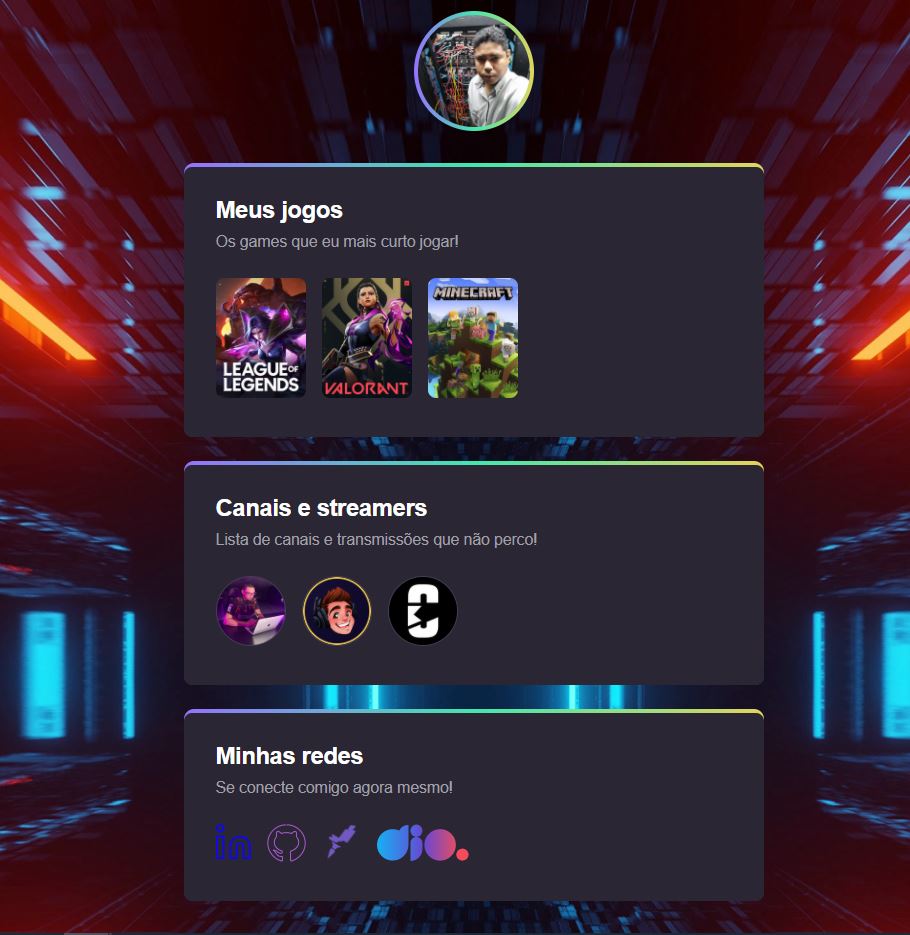 Meus jogos
Os games que eu mais curto jogar!
LEAGUE OF
LEGENDS
VALORANT
MINECRAFT
Canais e streamers
Lista de canais e transmissões que não perco!
Minhas redes
Se conecte comigo agora mesmo!
in
dio.